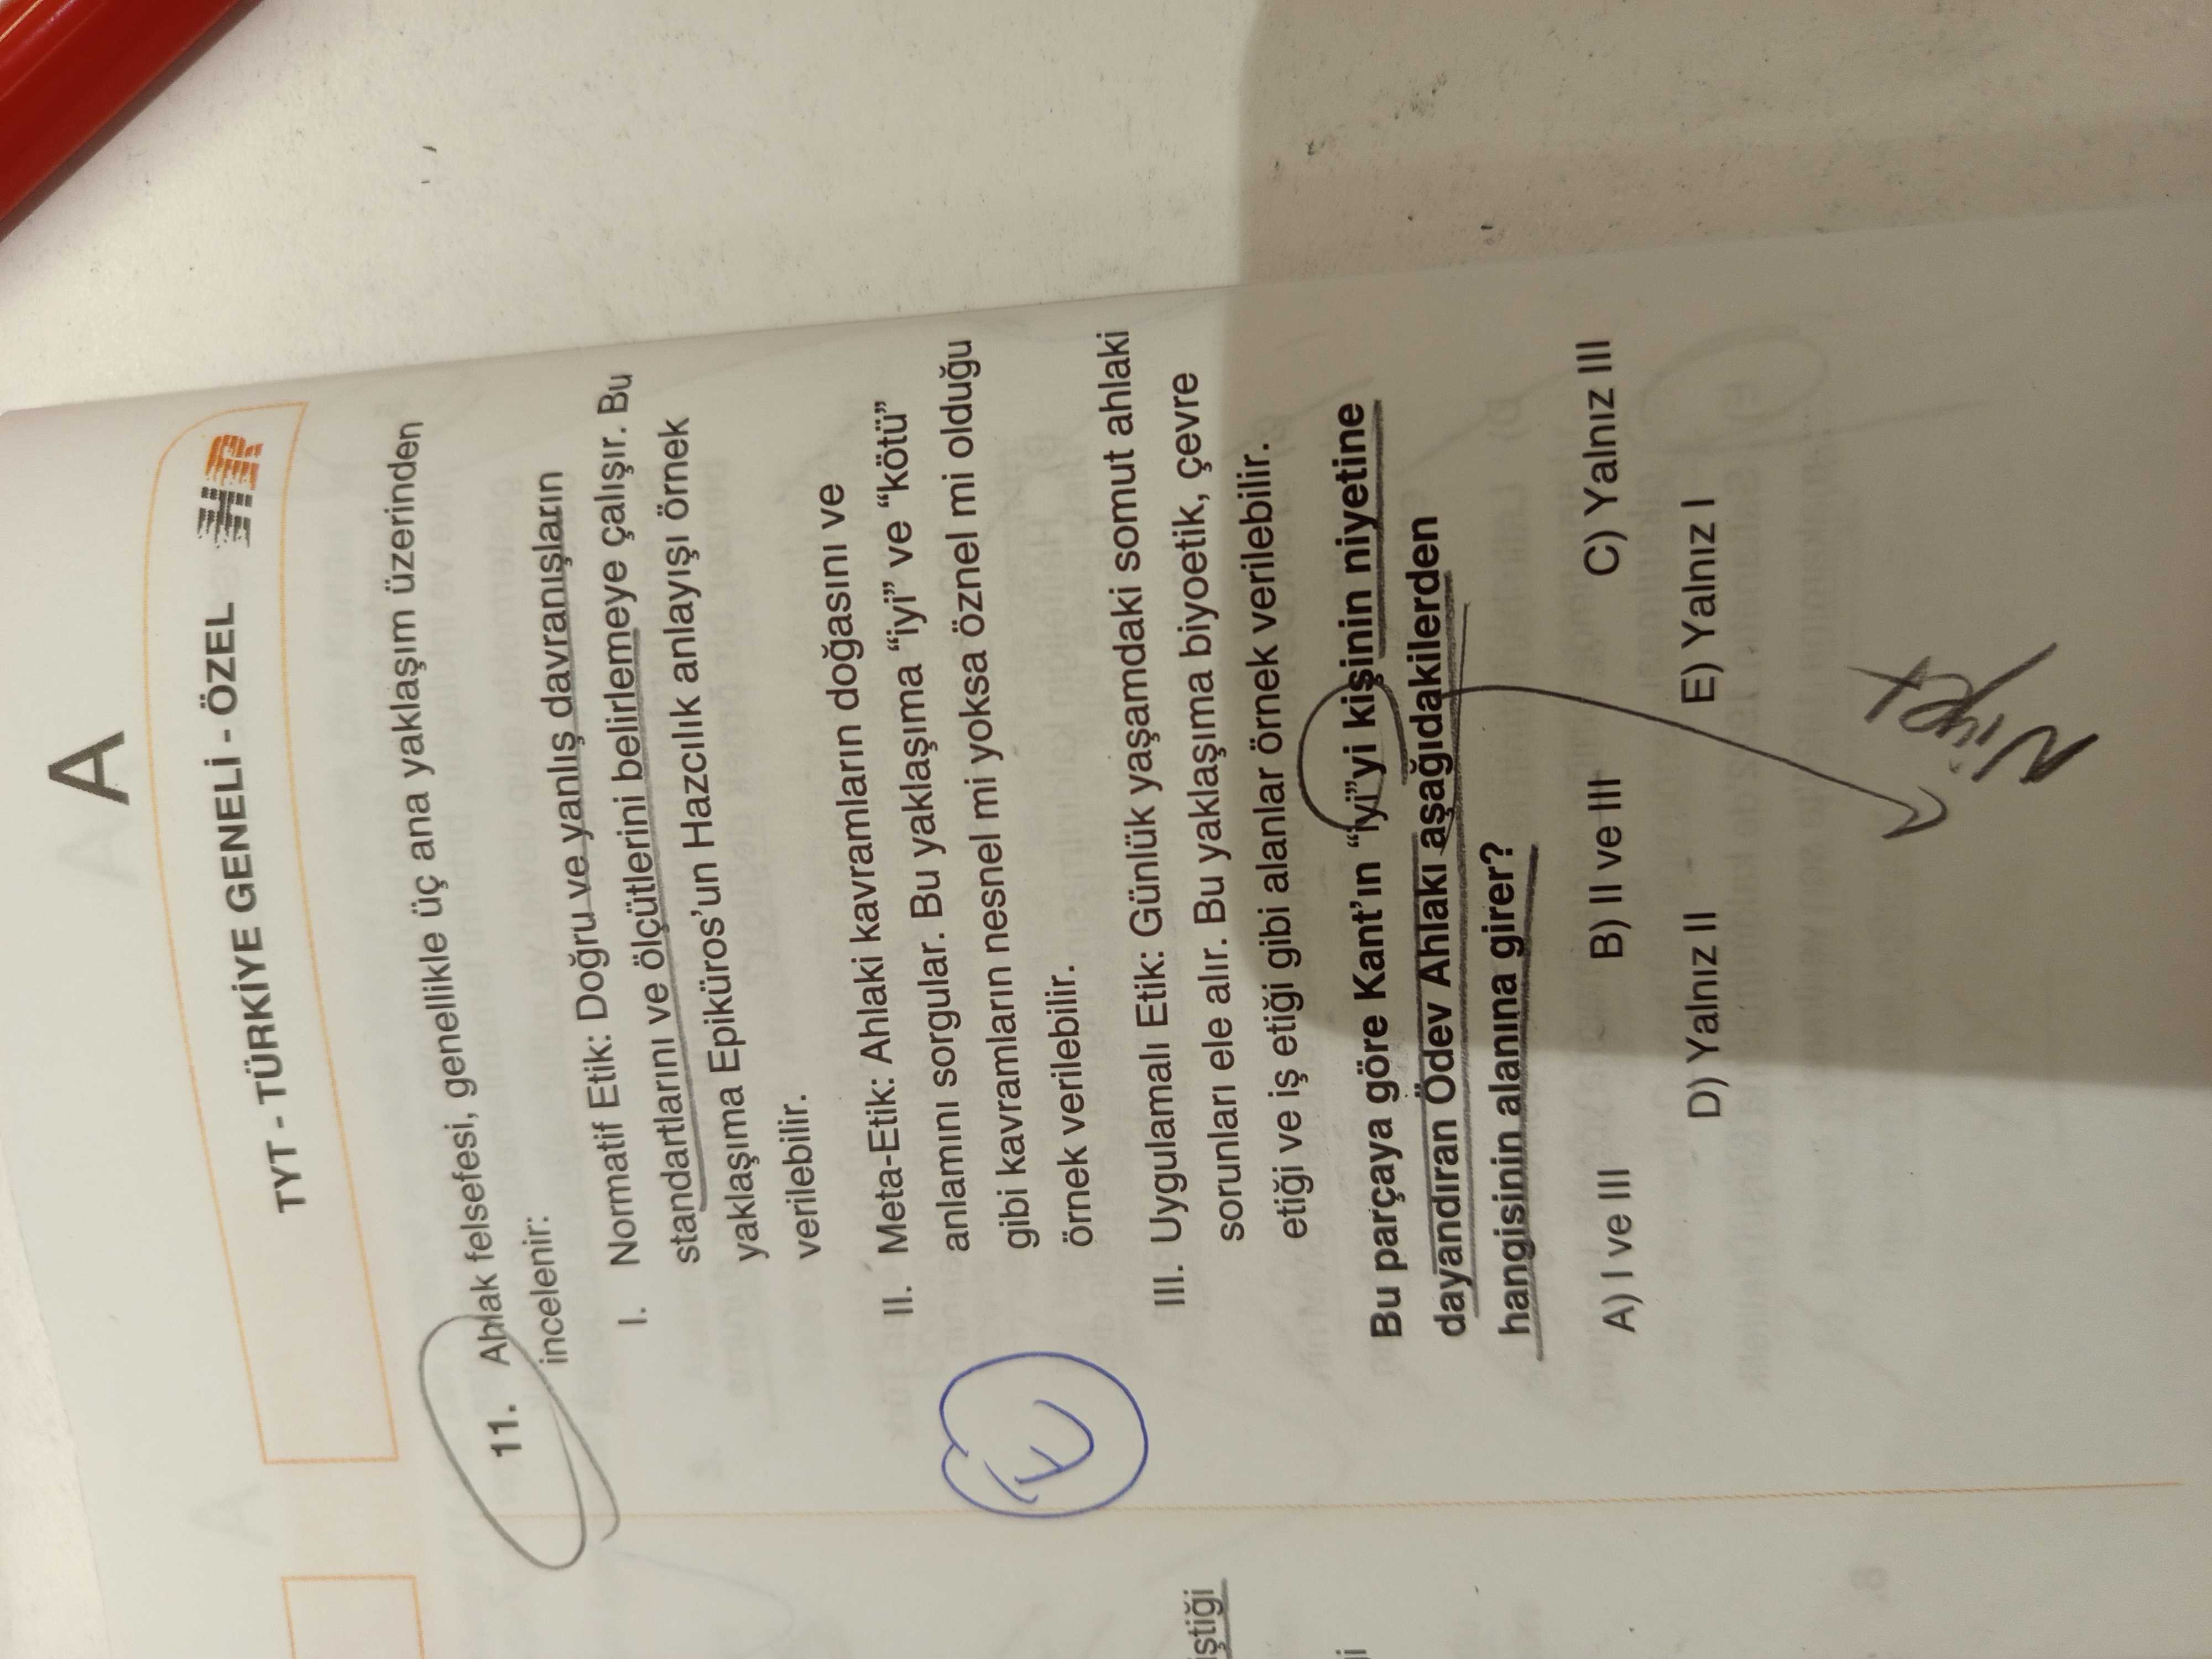 A
TYT - TÜRKİYE GENELİ - ÖZEL
11. Ahlak felsefesi, genellikle üç ana yaklaşım üzerinden
incelenir:
I. Normatif Etik: Doğru ve yanlış davranışların
standartlarını ve ölçütlerini belirlemeye çalışır. Bu
yaklaşıma Epiküros’un Hazcılık anlayışı örnek
verilebilir.
II. Meta-Etik: Ahlaki kavramların doğasını ve
anlamını sorgular. Bu yaklaşıma “iyi” ve “kötü”
gibi kavramların nesnel mi yoksa öznel mi olduğu
örnek verilebilir.
III. Uygulamalı Etik: Günlük yaşamdaki somut ahlaki
sorunları ele alır. Bu yaklaşıma biyoetik, çevre
etiği ve iş etiği gibi alanlar örnek verilebilir.
Bu parçaya göre Kant’ın “iyi”yi kişinin niyetine
dayandıran Ödev Ahlakı aşağıdakilerden
hangisinin alanına girer?
A) I ve III B) II ve III C) Yalnız III
D) Yalnız II E) Yalnız I
Niyet
iştiği